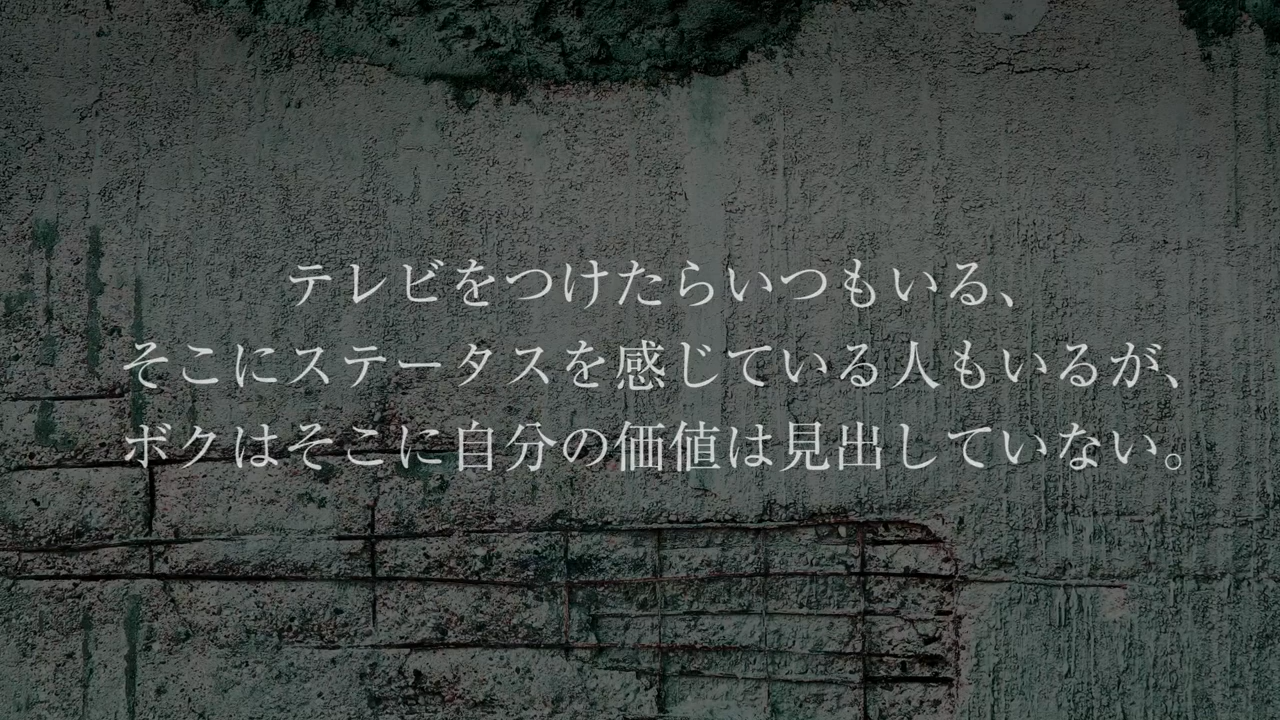 テレビをつけたらいつもいる、
そこにステータスを感じている人もいるが、
ボクはそこに自分の価値は見出していない。